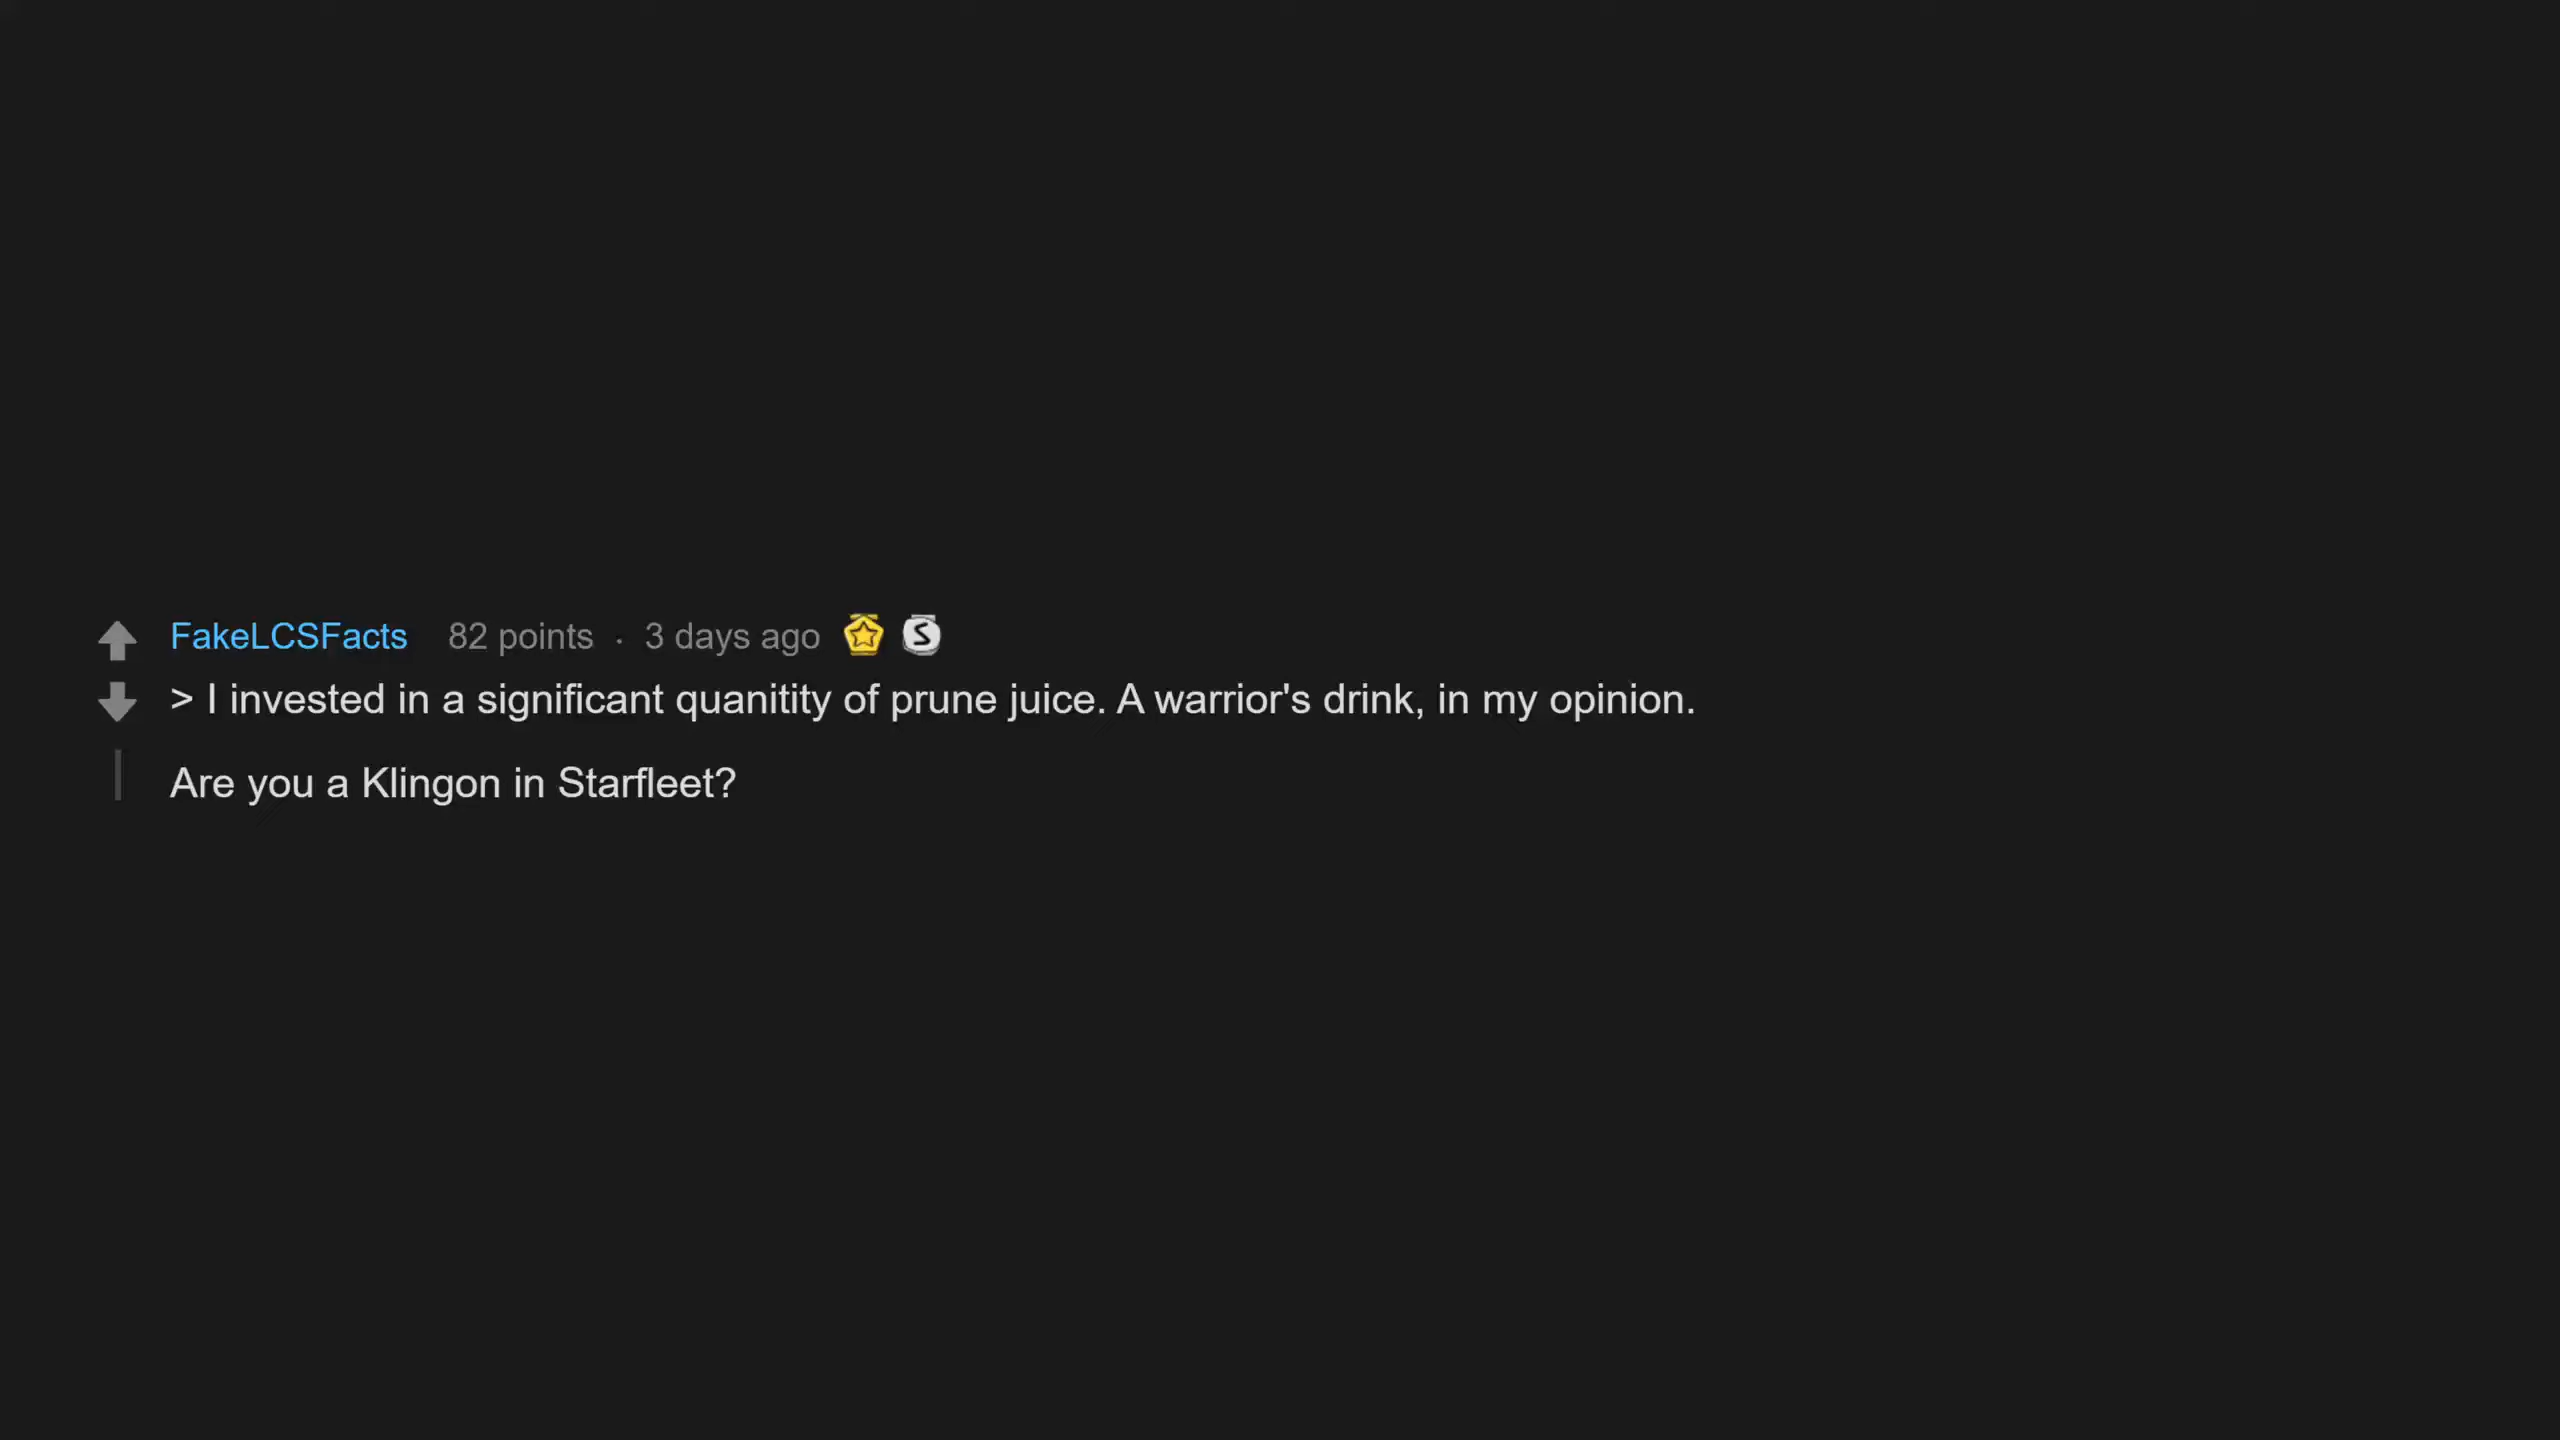 FakeLCSFacts 82 points · 3 days ago
> I invested in a significant quanitity of prune juice. A warrior's drink, in my opinion.
Are you a Klingon in Starfleet?